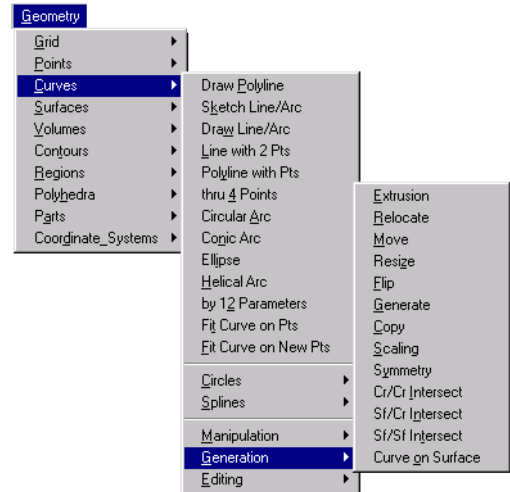 Geometry
Grid
Points
Curves
Surfaces
Volumes
Contours
Regions
Polyhedra
Parts
Coordinate_Systems
Draw Polyline
Sketch Line/Arc
Draw Line/Arc
Line with 2 Pts
Polyline with Pts
thru 4 Points
Circular Arc
Conic Arc
Ellipse
Helical Arc
by 12 Parameters
Fit Curve on Pts
Fit Curve on New Pts
Circles
Splines
Manipulation
Generation
Editing
Extrusion
Relocate
Move
Resize
Flip
Generate
Copy
Scaling
Symmetry
Cr/Cr Intersect
Sf/Cr Intersect
Sf/Sf Intersect
Curve on Surface